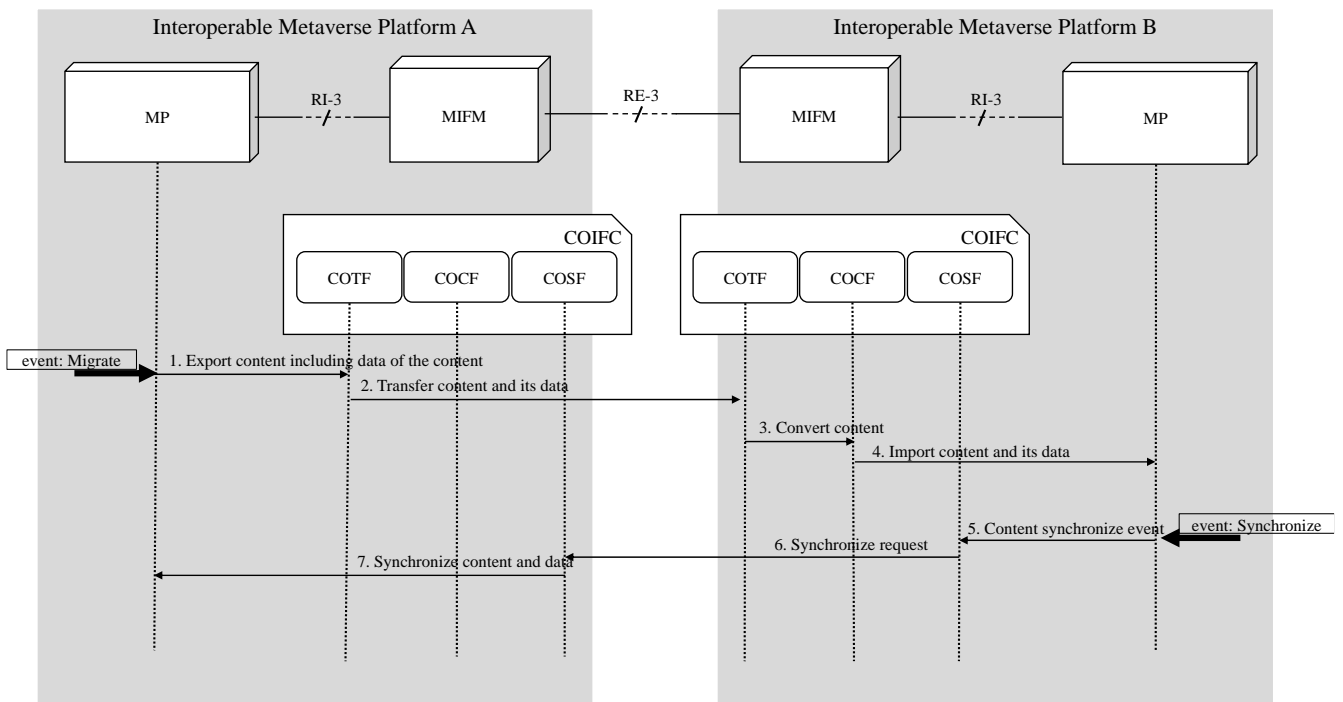 Interoperable Metaverse Platform A
Interoperable Metaverse Platform B
MP
RI-3
MIFM
RE-3
MIFM
RI-3
MP
COIFC
COTF
COCF
COSF
COIFC
COTF
COCF
COSF
event: Migrate
1. Export content including data of the content
2. Transfer content and its data
3. Convert content
4. Import content and its data
5. Content synchronize event
event: Synchronize
6. Synchronize request
7. Synchronize content and data